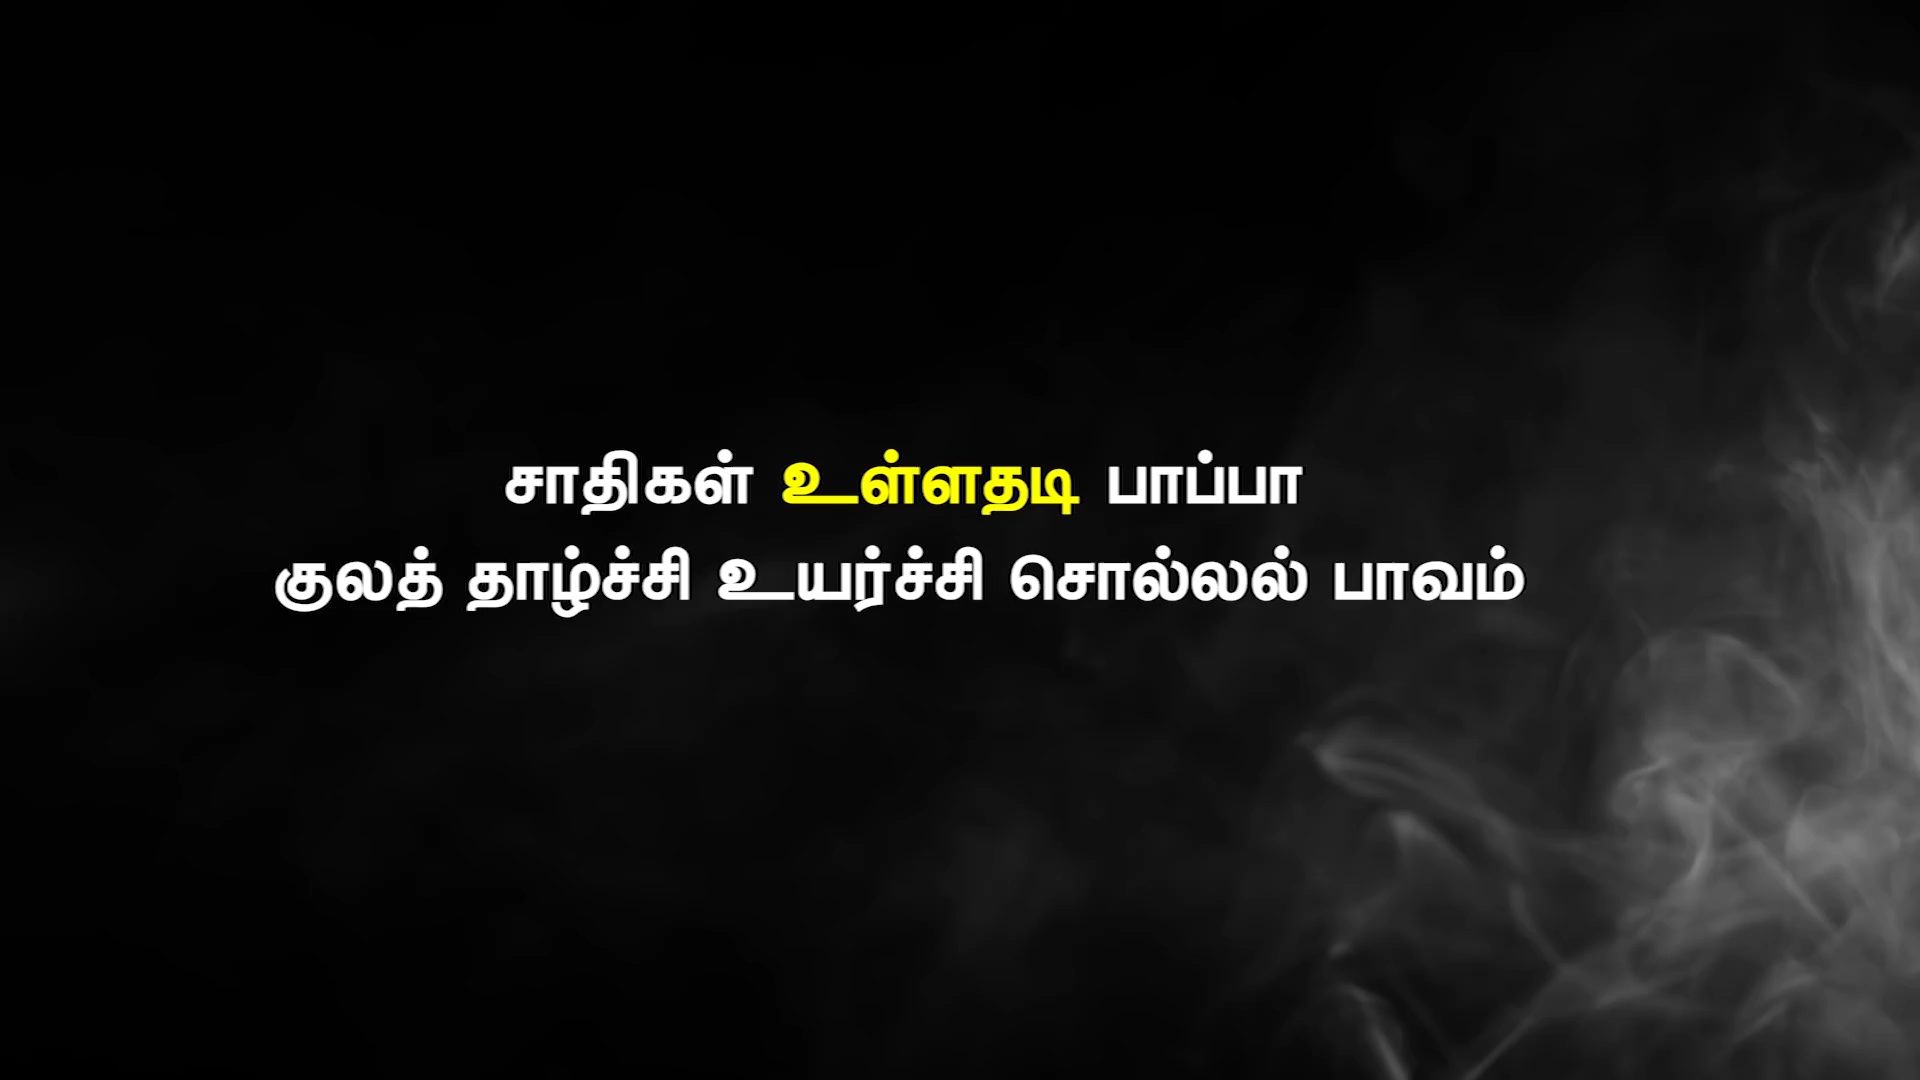 சாதிகள் உள்ளதடி பாப்பா
குலத் தாழ்ச்சி உயர்ச்சி சொல்லல் பாவம்